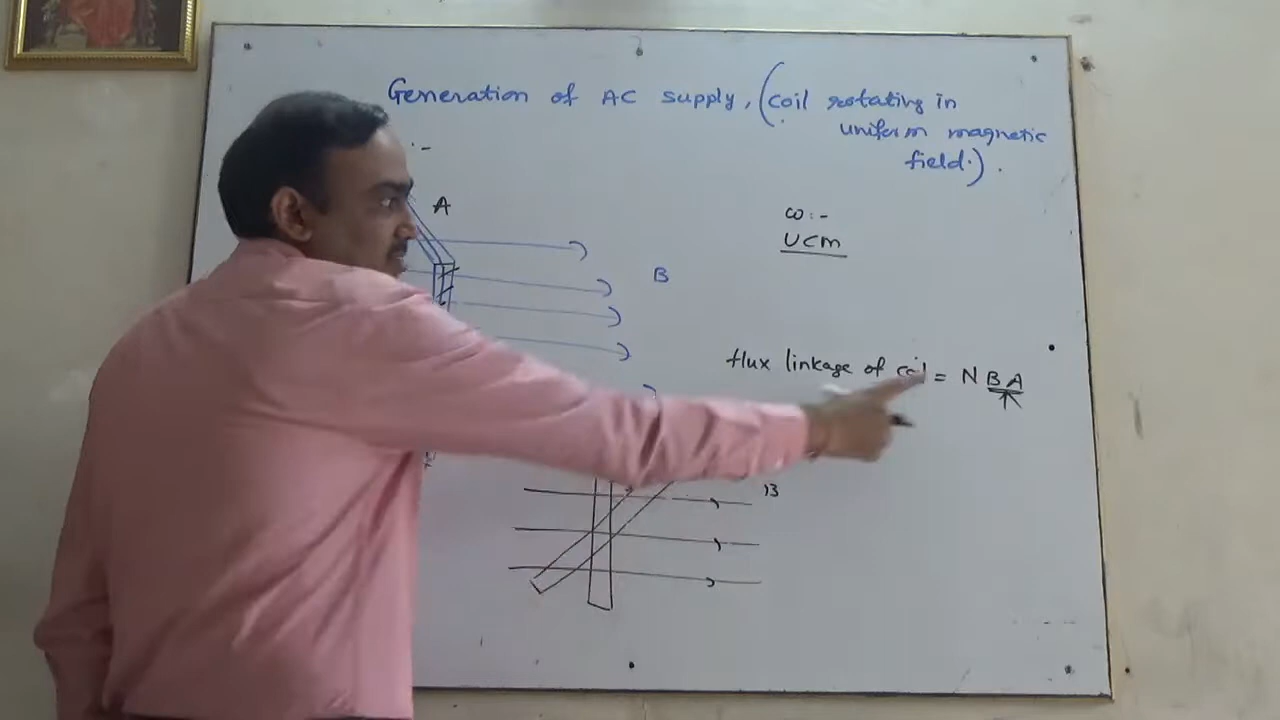 Generation of AC supply, (coil rotating in
uniform magnetic
field.).
:-
A
ω :-
UCM
B
flux linkage of coil = N B A
B